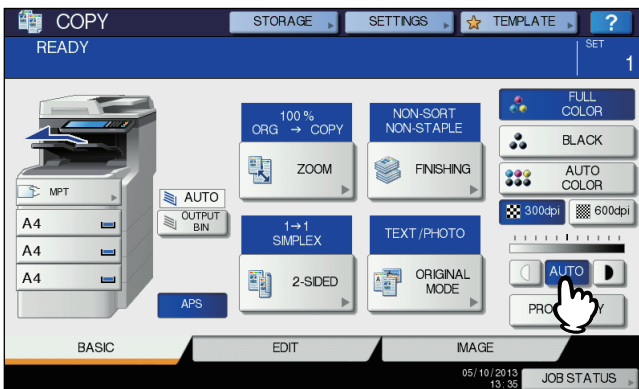 COPY
STORAGE
SETTINGS
TEMPLATE
?
READY
SET
1
100 %
ORG → COPY
ZOOM
NON-SORT
NON-STAPLE
FINISHING
FULL
COLOR
BLACK
AUTO
COLOR
300dpi
600dpi
MPT
A4
A4
A4
AUTO
OUTPUT
BIN
APS
1→1
SIMPLEX
2-SIDED
TEXT/PHOTO
ORIGINAL
MODE
AUTO
BASIC
EDIT
IMAGE
05/10/2013
13:35
JOB STATUS